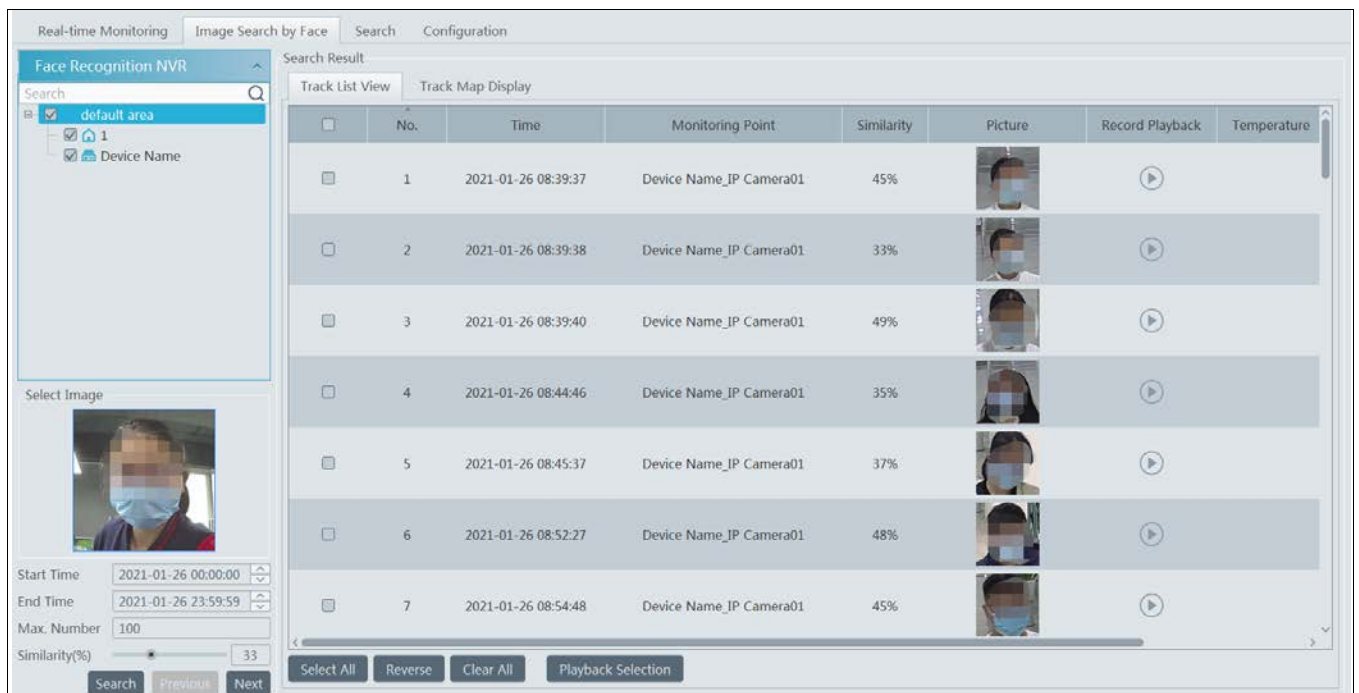 Real-time Monitoring Image Search by Face Search Configuration
Face Recognition NVR
Search
default area
1
Device Name
Select Image
Start Time 2021-01-26 00:00:00
End Time 2021-01-26 23:59:59
Max. Number 100
Similarity(%) 33
Search Previous Next
Search Result
Track List View Track Map Display
No. Time Monitoring Point Similarity Picture Record Playback Temperature
1 2021-01-26 08:39:37 Device Name_IP Camera01 45%
2 2021-01-26 08:39:38 Device Name_IP Camera01 33%
3 2021-01-26 08:39:40 Device Name_IP Camera01 49%
4 2021-01-26 08:44:46 Device Name_IP Camera01 35%
5 2021-01-26 08:45:37 Device Name_IP Camera01 37%
6 2021-01-26 08:52:27 Device Name_IP Camera01 48%
7 2021-01-26 08:54:48 Device Name_IP Camera01 45%
Select All Reverse Clear All Playback Selection